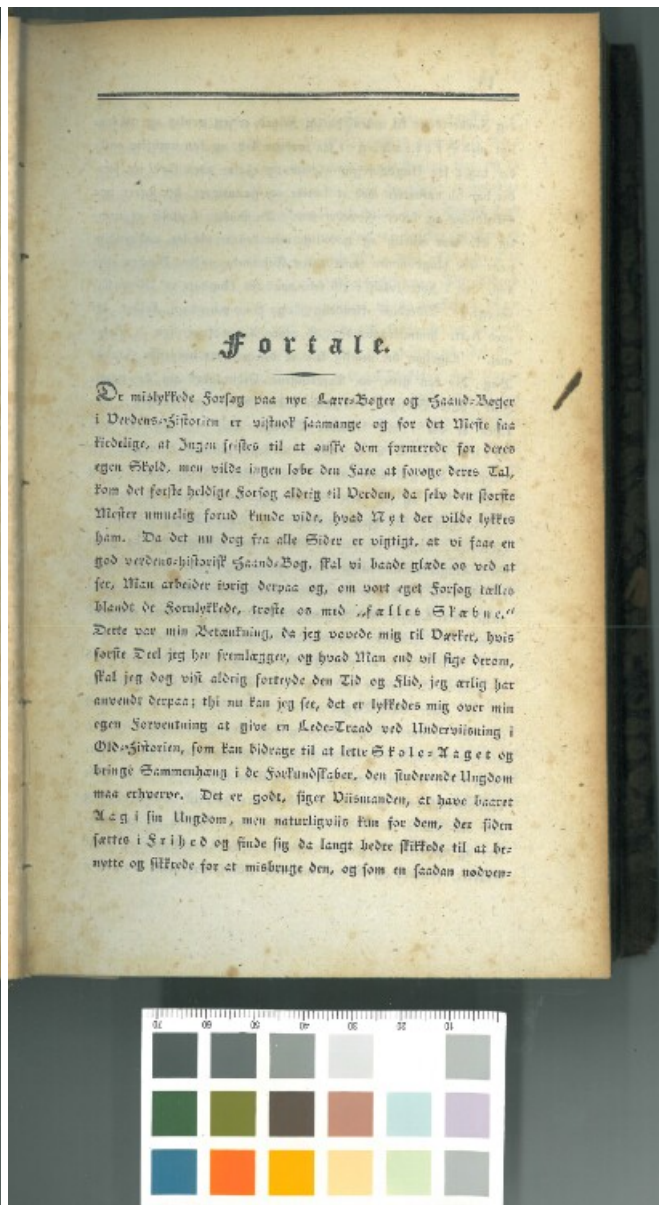 Fortale.
De mislykkede Forsøg paa nye Lære-Bøger og Haand-Bøger
i Verdens-Historien er vistnok saamange og for det Meste saa
kiedelige, at Ingen fristes til at ønske dem formerede for deres
egen Skyld, men vilde ingen løbe den Fare at forøge deres Tal,
kom det første heldige Forsøg aldrig til Verden, da selv den største
Mester umuelig forud kunde vide, hvad Nyt der vilde lykkes
ham. Da det nu dog fra alle Sider er vigtigt, at vi faae en
god verdens-historisk Haand-Bog, skal vi baade glæde os ved at
see, Man arbeider ivrig derpaa og, om vort eget Forsøg tælles
blandt de Forulykkede, trøste os med „fælles Skæbne.“
Dette var min Betænkning, da jeg vovede mig til Værket, hvis
første Deel jeg her fremlægger, og hvad Man end vil sige derom,
skal jeg dog vist aldrig fortryde den Tid og Flid, jeg ærlig har
anvendt derpaa; thi nu kan jeg see, det er lykkedes mig over min
egen Forventning at give en Lede-Traad ved Underviisning i
Old-Historien, som kan bidrage til at lette Skole-Aaget og
bringe Sammenhæng i de Forkundskaber, den studerende Ungdom
maa erhverve. Det er godt, siger Viismanden, at have baaret
Aag i sin Ungdom, men naturligviis kun for dem, der siden
sættes i Frihed og finde sig da langt bedre skikkede til at be-
nytte og sikkrede for at misbruge den, og som en saadan nødven-
70 60 50 40 30 20 10